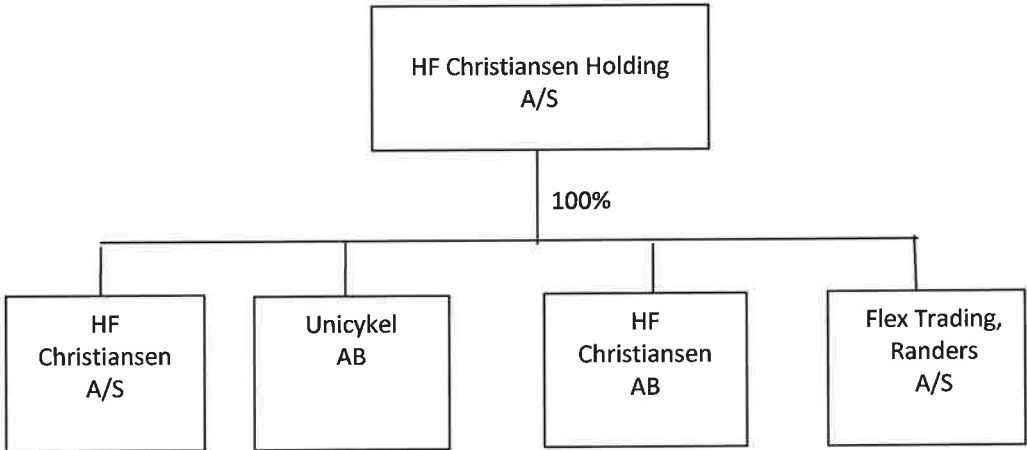 HF Christiansen Holding
A/S
100%
HF
Christiansen
A/S
Unicykel
AB
HF
Christiansen
AB
Flex Trading,
Randers
A/S